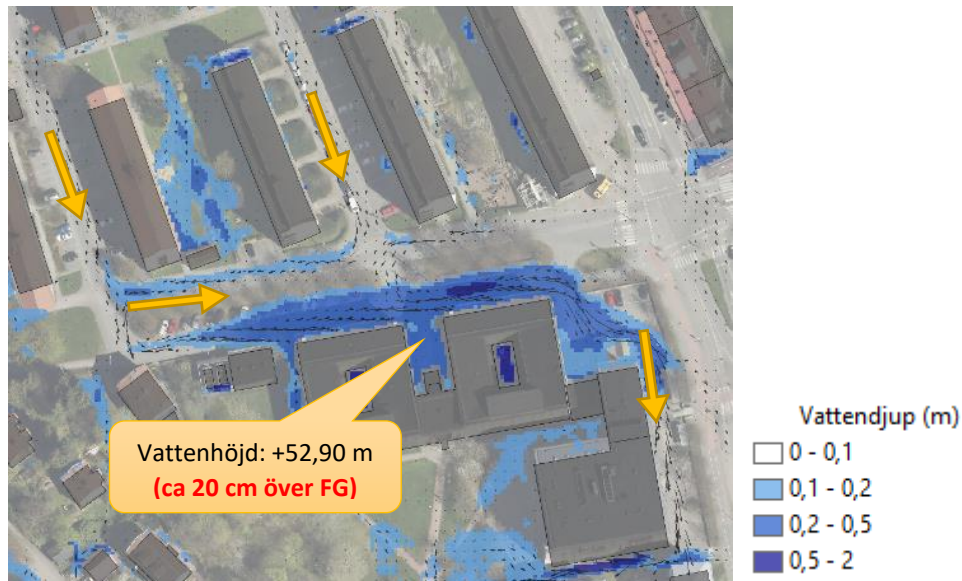 Vattenhöjd: +52,90 m
(ca 20 cm över FG)
Vattendjup (m)
0 - 0,1
0,1 - 0,2
0,2 - 0,5
0,5 - 2